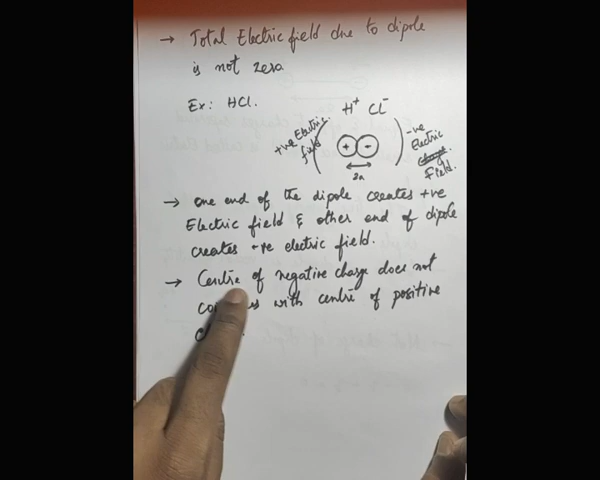 → Total Electric field due to dipole
is not zero.
Ex: HCl.
H⁺ Cl⁻
+ve Electric
field
+ -
2a
-ve
Electric
Field.
→ one end of the dipole creates +ve
Electric field & other end of dipole
creates -ve electric field.
→ Centre of negative charge does not
with centre of positive